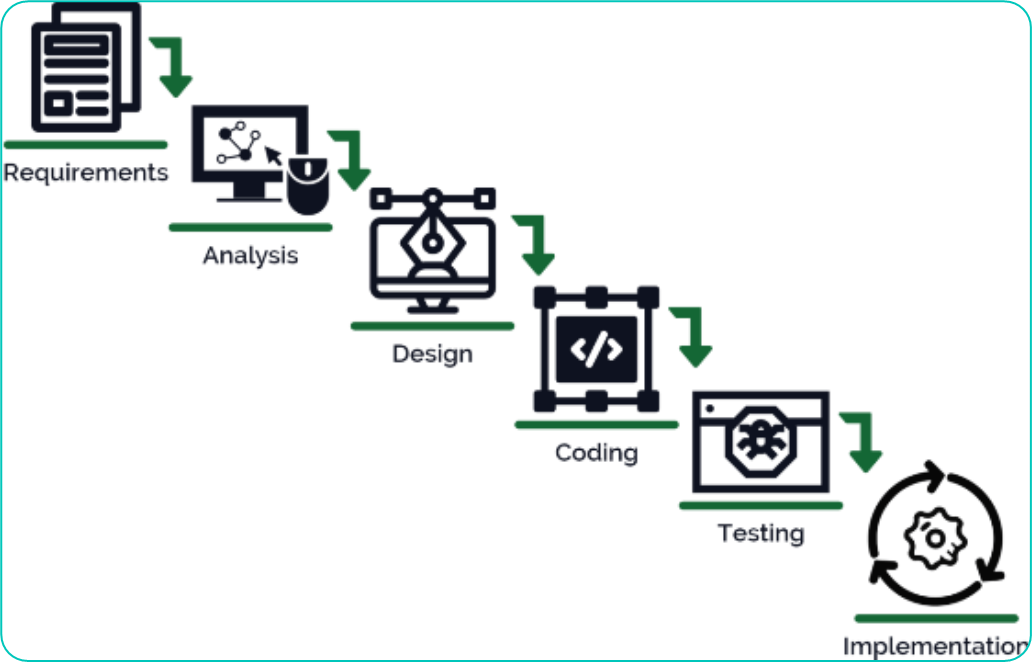 Requirements
Analysis
Design
</>
Coding
Testing
Implementation